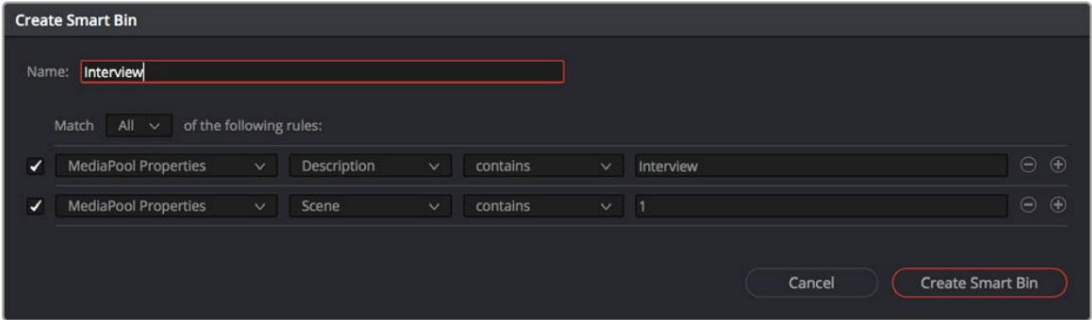 Create Smart Bin
Name: Interview
Match All of the following rules:
MediaPool Properties Description contains Interview
MediaPool Properties Scene contains 1
Cancel Create Smart Bin